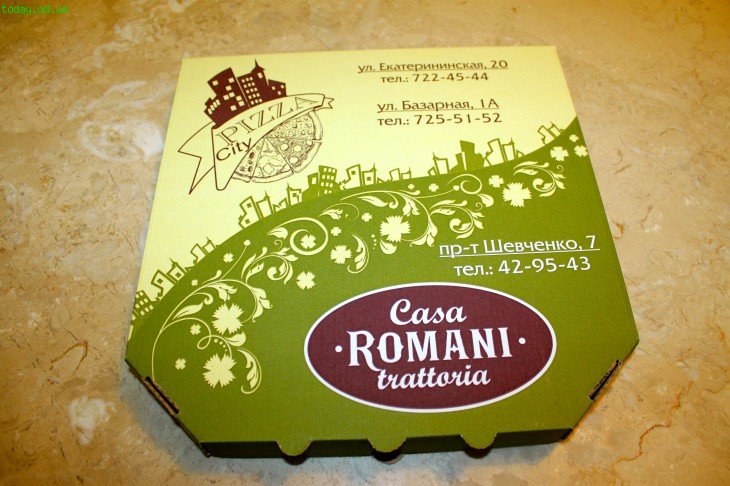 today.od.ua
ул. Екатерининская, 20
тел.: 722-45-44
ул. Базарная, 1А
тел.: 725-51-52
PIZZA
City
пр-т Шевченко, 7
тел.: 42-95-43
Casa
·ROMANI·
trattoria